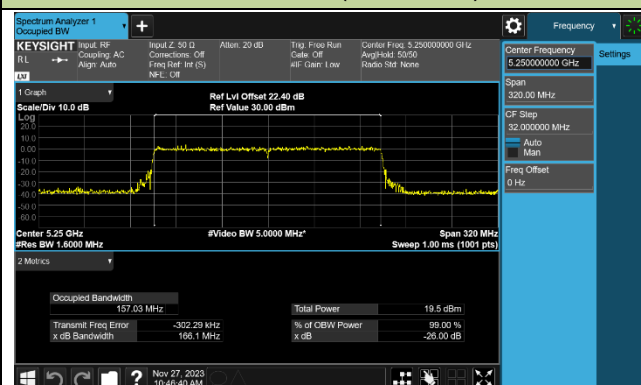 Spectrum Analyzer 1
Occupied BW
+
Frequency
KEYSIGHT
RL
LXI
Input: RF
Coupling: AC
Align: Auto
Input Z: 50 Ω
Corrections: Off
Freq Ref: Int (S)
NFE: Off
Atten: 20 dB
Trig: Free Run
Gate: Off
#IF Gain: Low
Center Freq: 5.250000000 GHz
Avg|Hold: 50/50
Radio Std: None
Center Frequency
5.250000000 GHz
Settings
Span
320.00 MHz
CF Step
32.000000 MHz
Auto
Man
Freq Offset
0 Hz
1 Graph
Scale/Div 10.0 dB
Ref Lvl Offset 22.40 dB
Ref Value 30.00 dBm
Log
20.0
10.0
0.00
-10.0
-20.0
-30.0
-40.0
-50.0
-60.0
Center 5.25 GHz
#Res BW 1.6000 MHz
#Video BW 5.0000 MHz*
Span 320 MHz
Sweep 1.00 ms (1001 pts)
2 Metrics
Occupied Bandwidth
157.03 MHz
Total Power 19.5 dBm
Transmit Freq Error -302.29 kHz
% of OBW Power 99.00 %
x dB Bandwidth 166.1 MHz
x dB -26.00 dB
?
Nov 27, 2023
10:46:40 AM